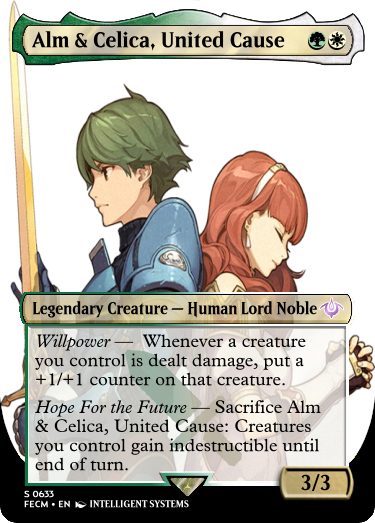 Alm & Celica, United Cause
Legendary Creature — Human Lord Noble
Willpower — Whenever a creature
you control is dealt damage, put a
+1/+1 counter on that creature.
Hope For the Future — Sacrifice Alm
& Celica, United Cause: Creatures
you control gain indestructible until
end of turn.
3/3
S 0633
FECM • EN INTELLIGENT SYSTEMS